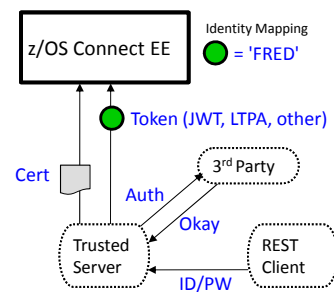 z/OS Connect EE
Identity Mapping
= 'FRED'
Token (JWT, LTPA, other)
Cert
3rd Party
Auth
Okay
Trusted
Server
REST
Client
ID/PW